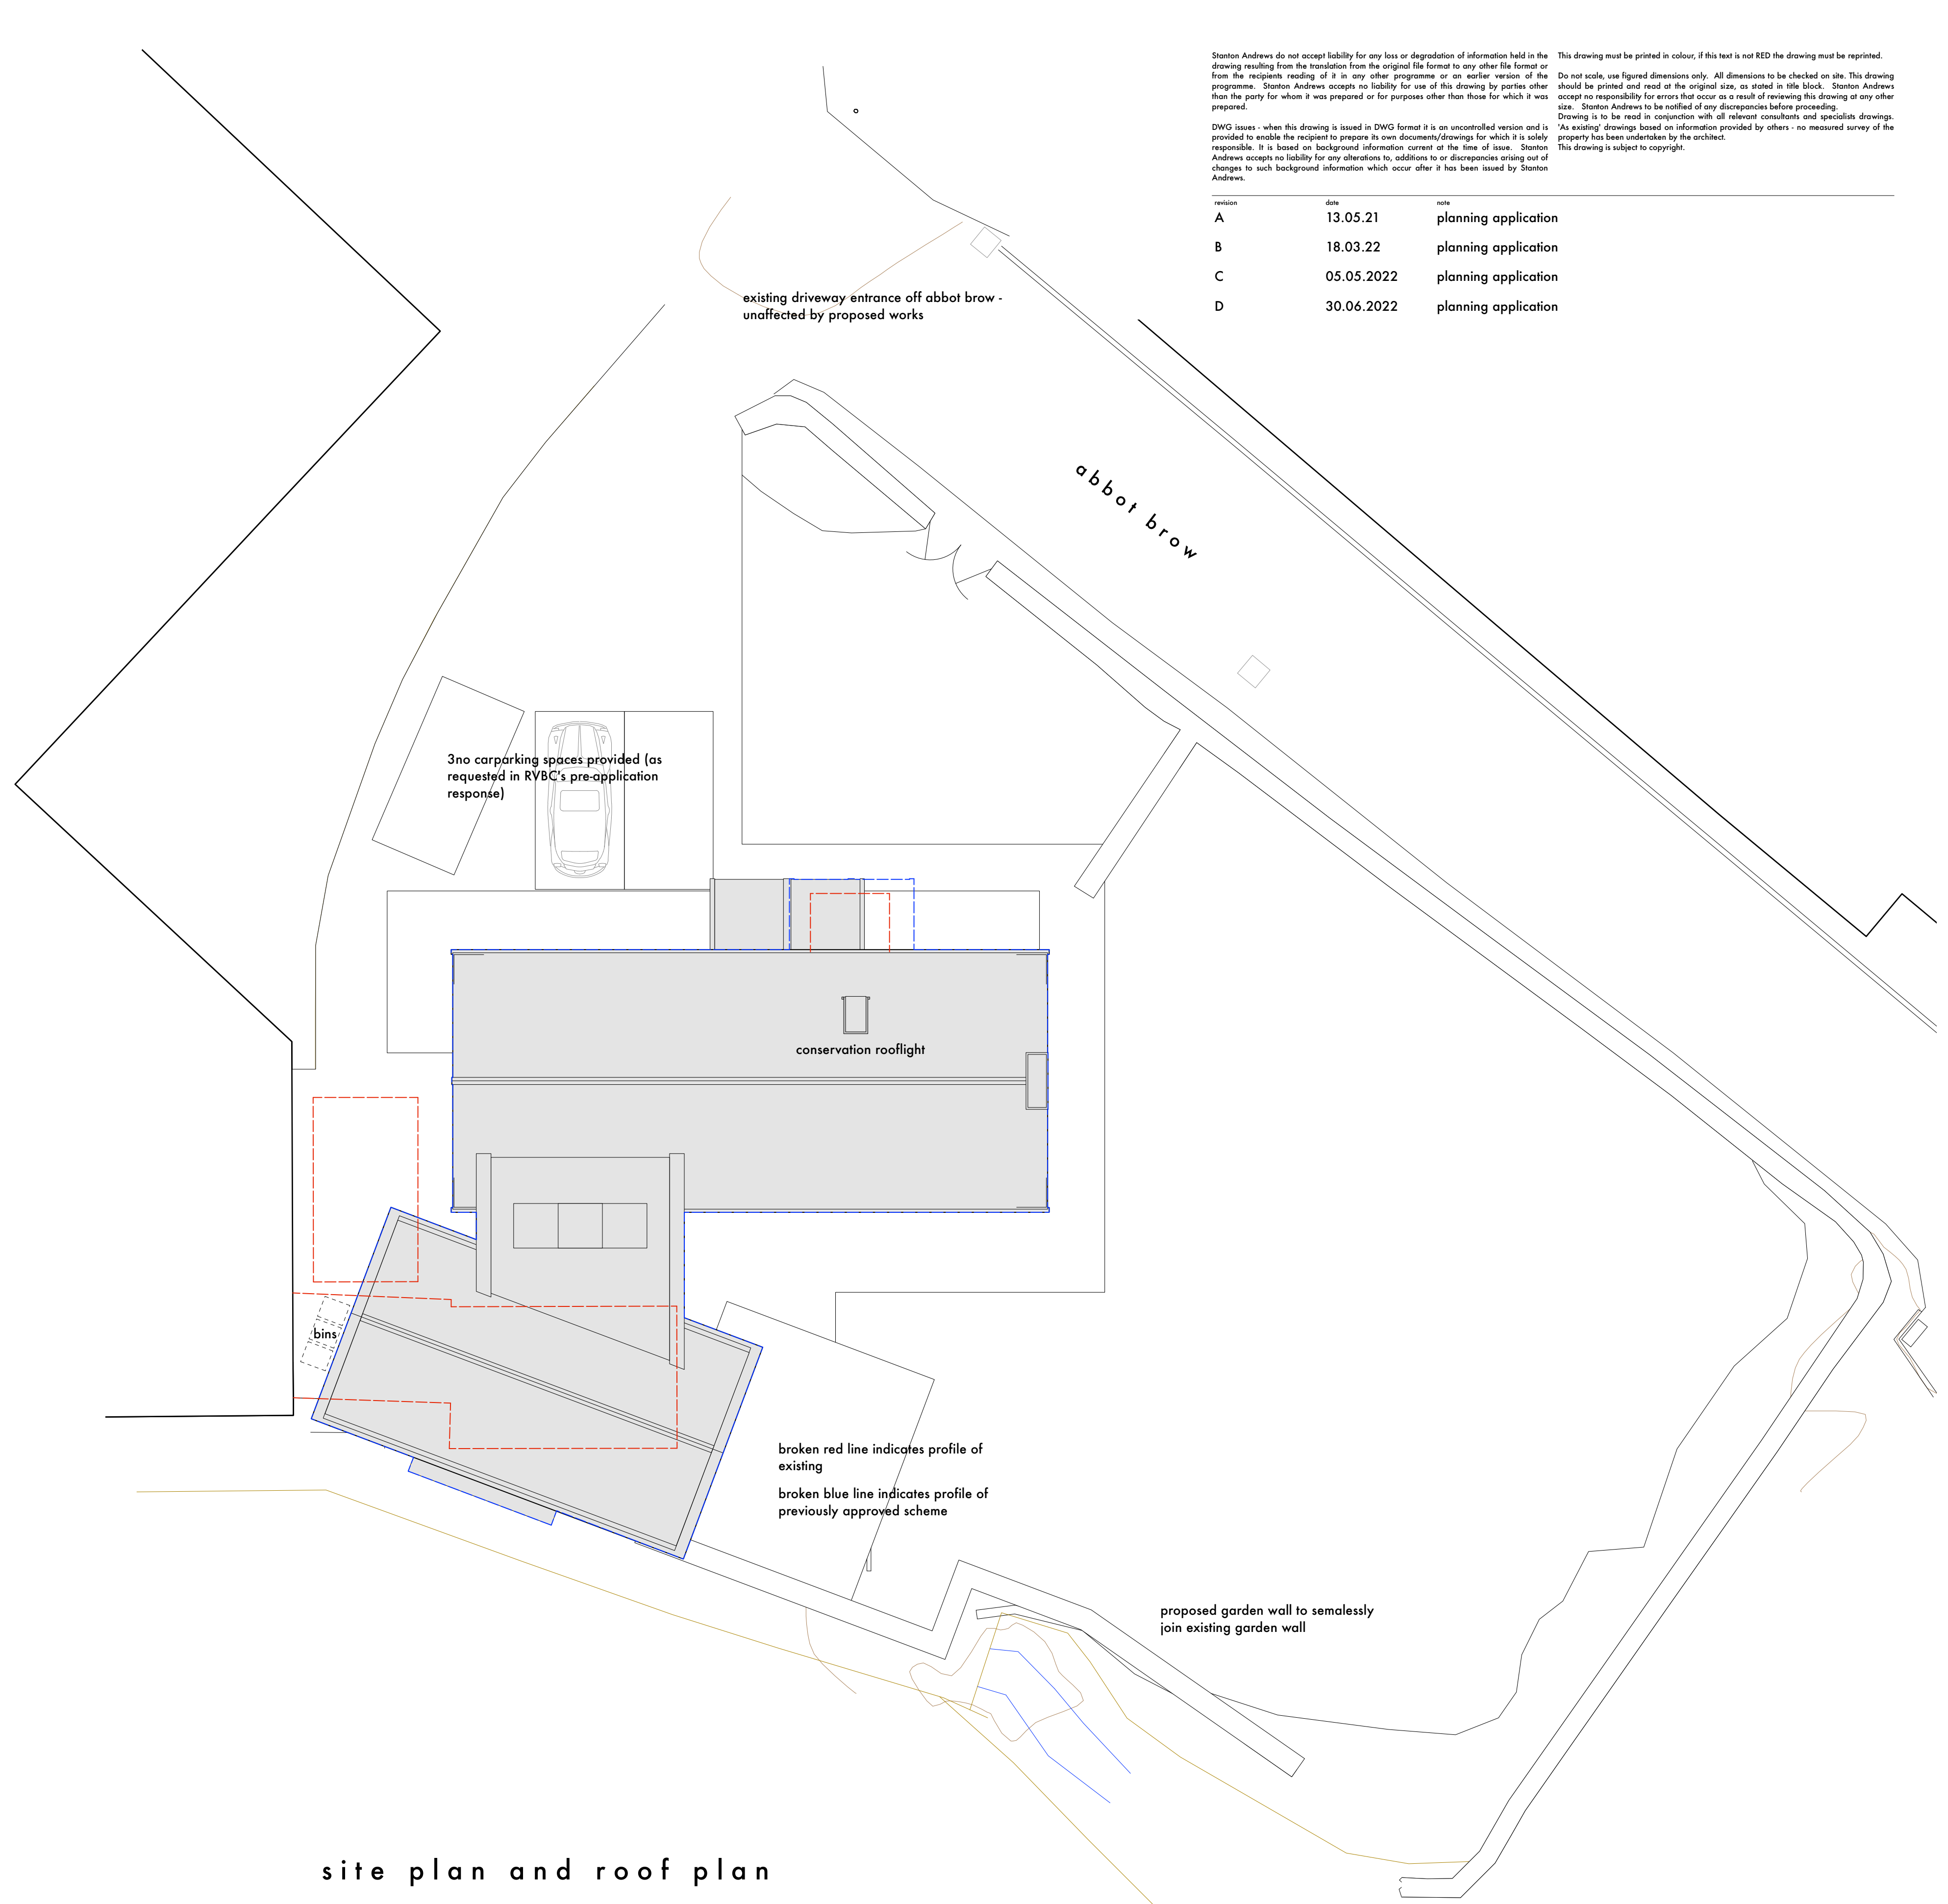 Stanton Andrews do not accept liability for any loss or degradation of information held in the
drawing resulting from the translation from the original file format to any other file format or
from the recipients reading of it in any other programme or an earlier version of the
programme. Stanton Andrews accepts no liability for use of this drawing by parties other
than the party for whom it was prepared or for purposes other than those for which it was
prepared.
DWG issues - when this drawing is issued in DWG format it is an uncontrolled version and is
provided to enable the recipient to prepare its own documents/drawings for which it is solely
responsible. It is based on background information current at the time of issue. Stanton
Andrews accepts no liability for any alterations to, additions to or discrepancies arising out of
changes to such background information which occur after it has been issued by Stanton
Andrews.
This drawing must be printed in colour, if this text is not RED the drawing must be reprinted.
Do not scale, use figured dimensions only. All dimensions to be checked on site. This drawing
should be printed and read at the original size, as stated in title block. Stanton Andrews
accept no responsibility for errors that occur as a result of reviewing this drawing at any other
size. Stanton Andrews to be notified of any discrepancies before proceeding.
Drawing is to be read in conjunction with all relevant consultants and specialists drawings.
'As existing' drawings based on information provided by others - no measured survey of the
property has been undertaken by the architect.
This drawing is subject to copyright.
revision date note
A 13.05.21 planning application
B 18.03.22 planning application
C 05.05.2022 planning application
D 30.06.2022 planning application
existing driveway entrance off abbot brow -
unaffected by proposed works
abbot brow
3no carparking spaces provided (as
requested in RVBC's pre-application
response)
conservation rooflight
bins
broken red line indicates profile of
existing
broken blue line indicates profile of
previously approved scheme
proposed garden wall to semalessly
join existing garden wall
site plan and roof plan